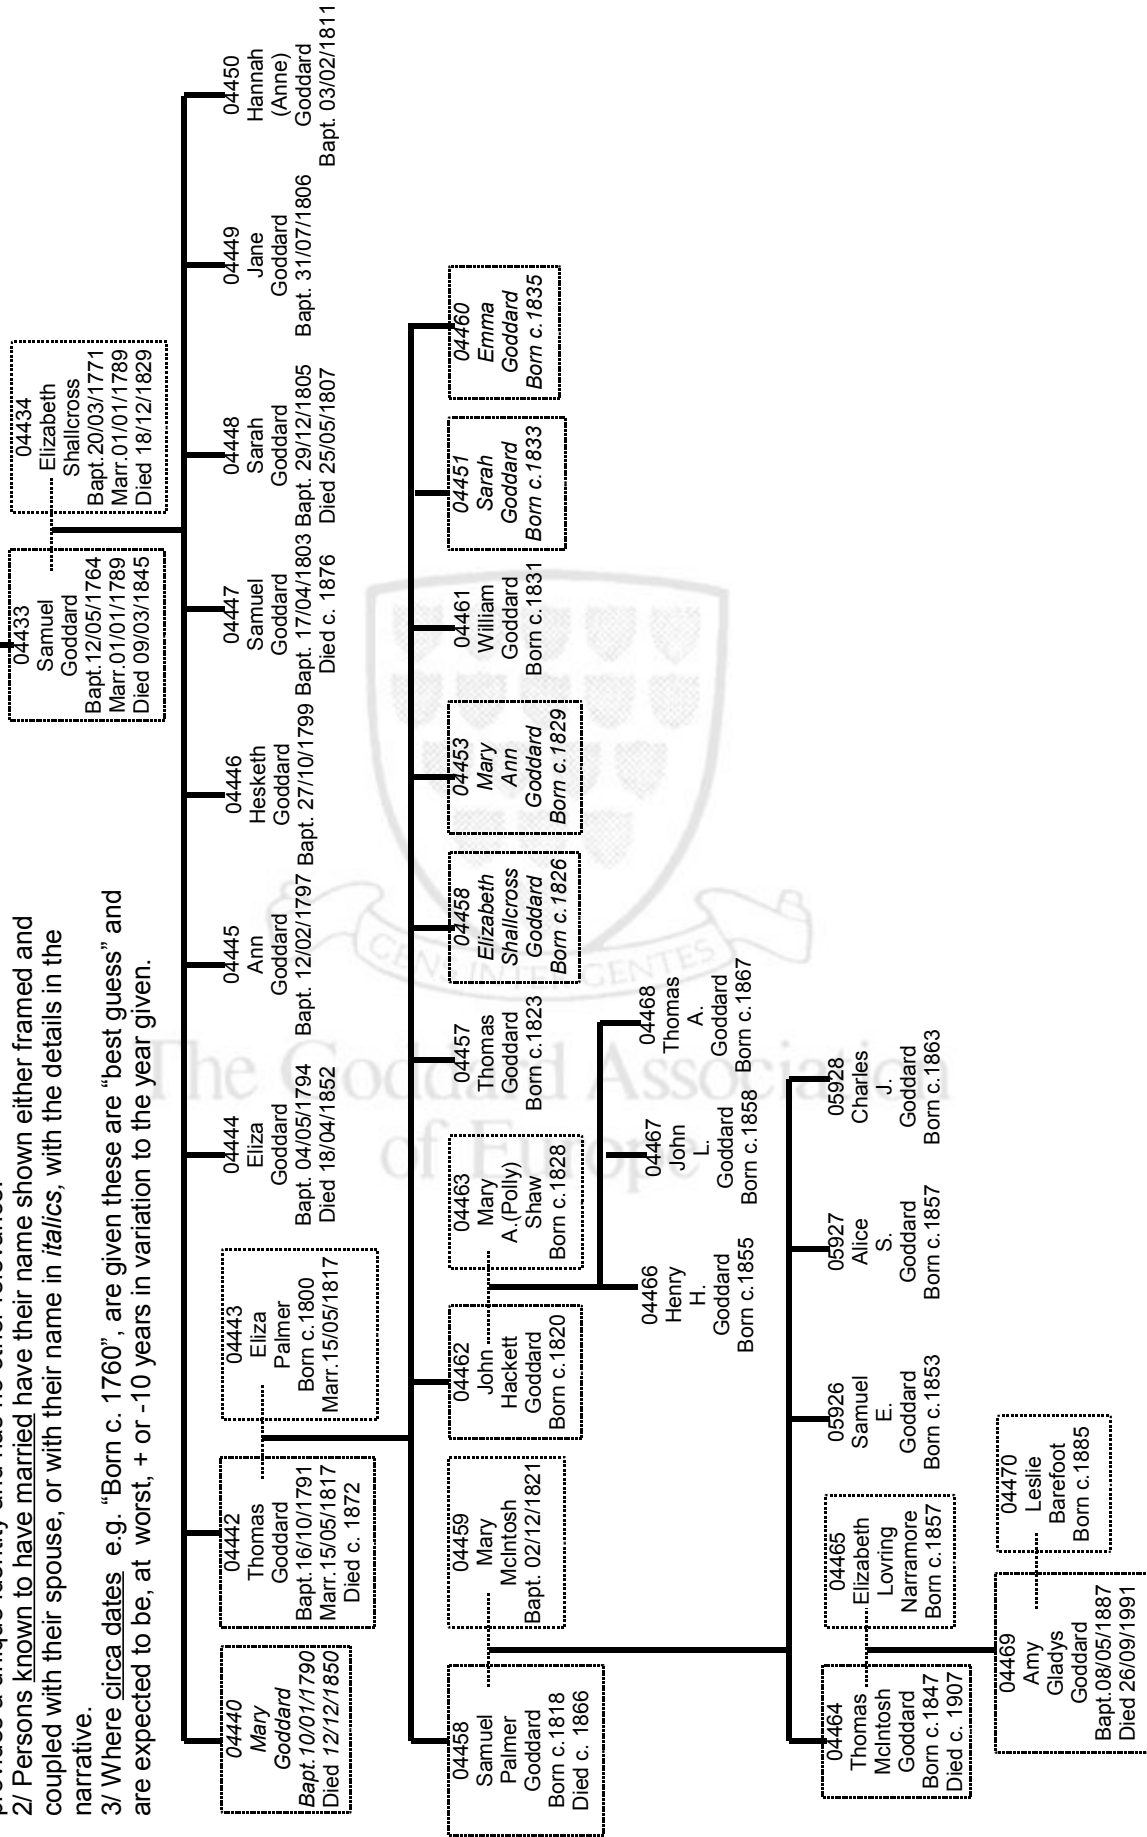 2/ Persons known to have married have their name shown either framed and
coupled with their spouse, or with their name in italics, with the details in the
narrative.
3/ Where circa dates e.g. “Born c. 1760”, are given these are “best guess” and
are expected to be, at worst, + or -10 years in variation to the year given.
04433
Samuel
Goddard
Bapt.12/05/1764
Marr.01/01/1789
Died 09/03/1845
04434
Elizabeth
Shallcross
Bapt.20/03/1771
Marr.01/01/1789
Died 18/12/1829
04440
Mary
Goddard
Bapt.10/01/1790
Died 12/12/1850
04442
Thomas
Goddard
Bapt.16/10/1791
Marr.15/05/1817
Died c. 1872
04443
Eliza
Palmer
Born c.1800
Marr.15/05/1817
04444
Eliza
Goddard
Bapt. 04/05/1794
Died 18/04/1852
04445
Ann
Goddard
Bapt. 12/02/1797
04446
Hesketh
Goddard
Bapt. 27/10/1799
04447
Samuel
Goddard
Bapt. 17/04/1803
Died c. 1876
04448
Sarah
Goddard
Bapt. 29/12/1805
Died 25/05/1807
04449
Jane
Goddard
Bapt. 31/07/1806
04450
Hannah
(Anne)
Goddard
Bapt. 03/02/1811
04458
Samuel
Palmer
Goddard
Born c.1818
Died c. 1866
04459
Mary
McIntosh
Bapt. 02/12/1821
04462
John
Hackett
Goddard
Born c.1820
04463
Mary
A.(Polly)
Shaw
Born c.1828
04457
Thomas
Goddard
Born c.1823
04458
Elizabeth
Shallcross
Goddard
Born c.1826
04453
Mary
Ann
Goddard
Born c.1829
04461
William
Goddard
Born c.1831
04451
Sarah
Goddard
Born c.1833
04460
Emma
Goddard
Born c.1835
04466
Henry
H.
Goddard
Born c.1855
04467
John
L.
Goddard
Born c.1858
04468
Thomas
A.
Goddard
Born c.1867
04464
Thomas
McIntosh
Goddard
Born c.1847
Died c. 1907
04465
Elizabeth
Lovring
Narramore
Born c.1857
05926
Samuel
E.
Goddard
Born c.1853
05927
Alice
S.
Goddard
Born c.1857
05928
Charles
J.
Goddard
Born c.1863
04469
Amy
Gladys
Goddard
Bapt.08/05/1887
Died 26/09/1991
04470
Leslie
Barefoot
Born c.1885
GENS INTER GENTES
The Goddard Association
of Europe